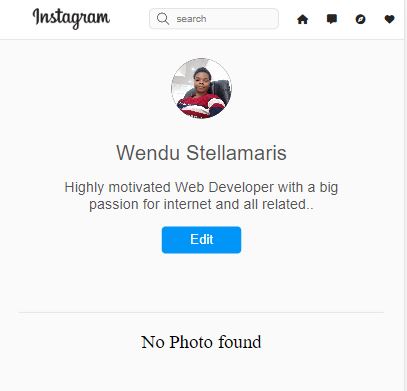 Instagram
search
Wendu Stellamaris
Highly motivated Web Developer with a big
passion for internet and all related..
Edit
No Photo found